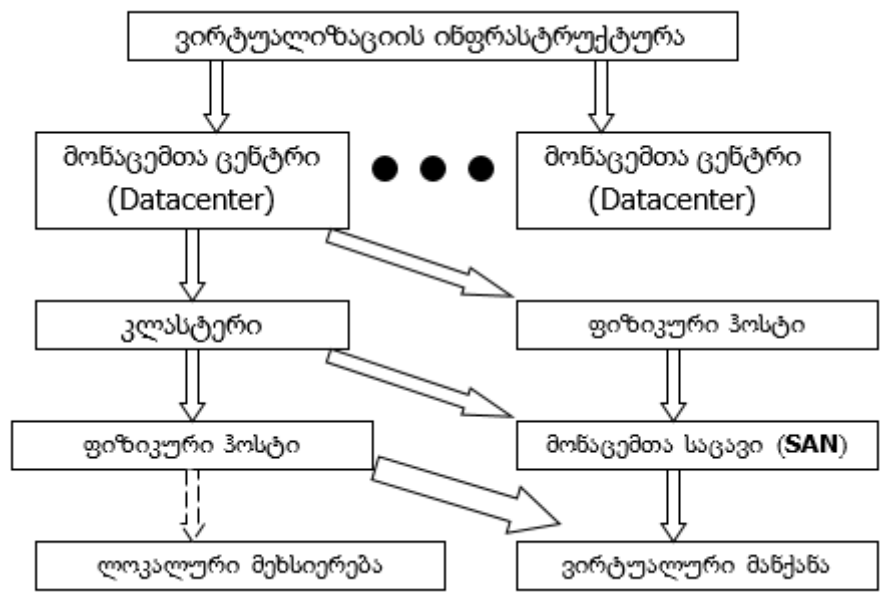 ვირტუალიზაციის ინფრასტრუქტურა
მონაცემთა ცენტრი
(Datacenter)
მონაცემთა ცენტრი
(Datacenter)
კლასტერი
ფიზიკური ჰოსტი
ფიზიკური ჰოსტი
მონაცემთა საცავი (SAN)
ლოკალური მეხსიერება
ვირტუალური მანქანა